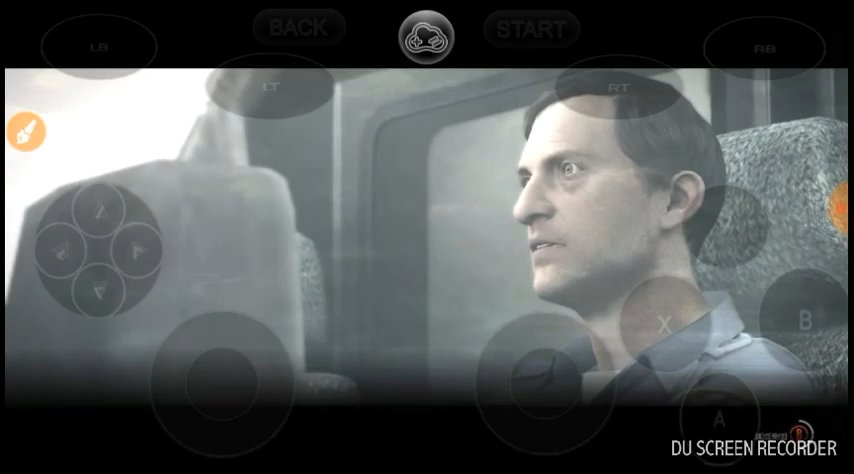 BACK
START
LB
RB
LT
RT
X
B
A
B
DU SCREEN RECORDER